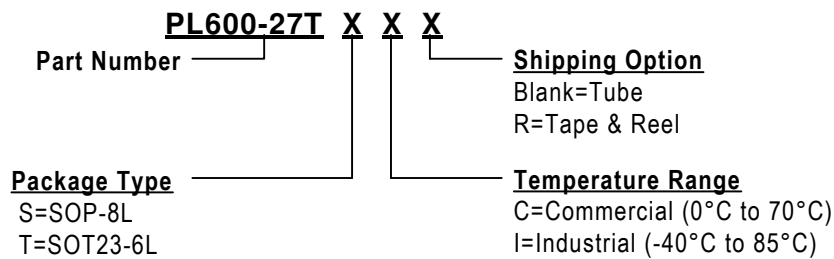 PL600-27T X X X
Part Number
Shipping Option
Blank=Tube
R=Tape & Reel
Package Type
S=SOP-8L
T=SOT23-6L
Temperature Range
C=Commercial (0°C to 70°C)
I=Industrial (-40°C to 85°C)